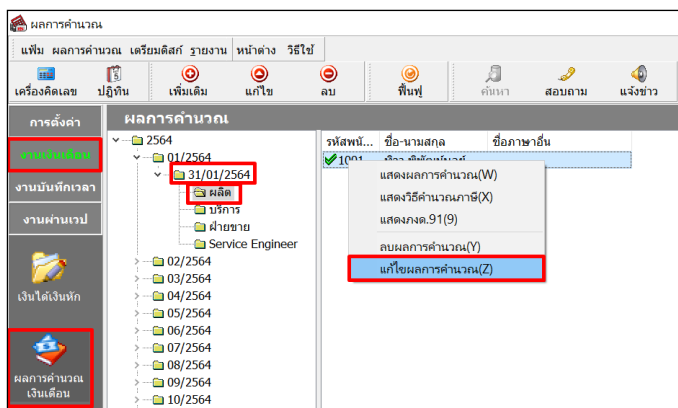 ผลการคำนวณ
แฟ้ม ผลการคำนวณ เตรียมดิสก์ รายงาน หน้าต่าง วิธีใช้
เครื่องคิดเลข ปฏิทิน เพิ่มเติม แก้ไข ลบ ฟื้นฟู ค้นหา สอบถาม แจ้งข่าว
การตั้งค่า
งานเงินเดือน
งานบันทึกเวลา
งานผ่านเวป
เงินได้เงินหัก
ผลการคำนวณ
เงินเดือน
ผลการคำนวณ
2564
01/2564
31/01/2564
ผลิต
บริการ
ฝ่ายขาย
Service Engineer
02/2564
03/2564
04/2564
05/2564
06/2564
07/2564
08/2564
09/2564
10/2564
รหัสพนั... ชื่อ-นามสกุล ชื่อภาษาอื่น
1001
แสดงผลการคำนวณ(W)
แสดงวิธีคำนวณภาษี(X)
แสดงภงด.91(9)
ลบผลการคำนวณ(Y)
แก้ไขผลการคำนวณ(Z)